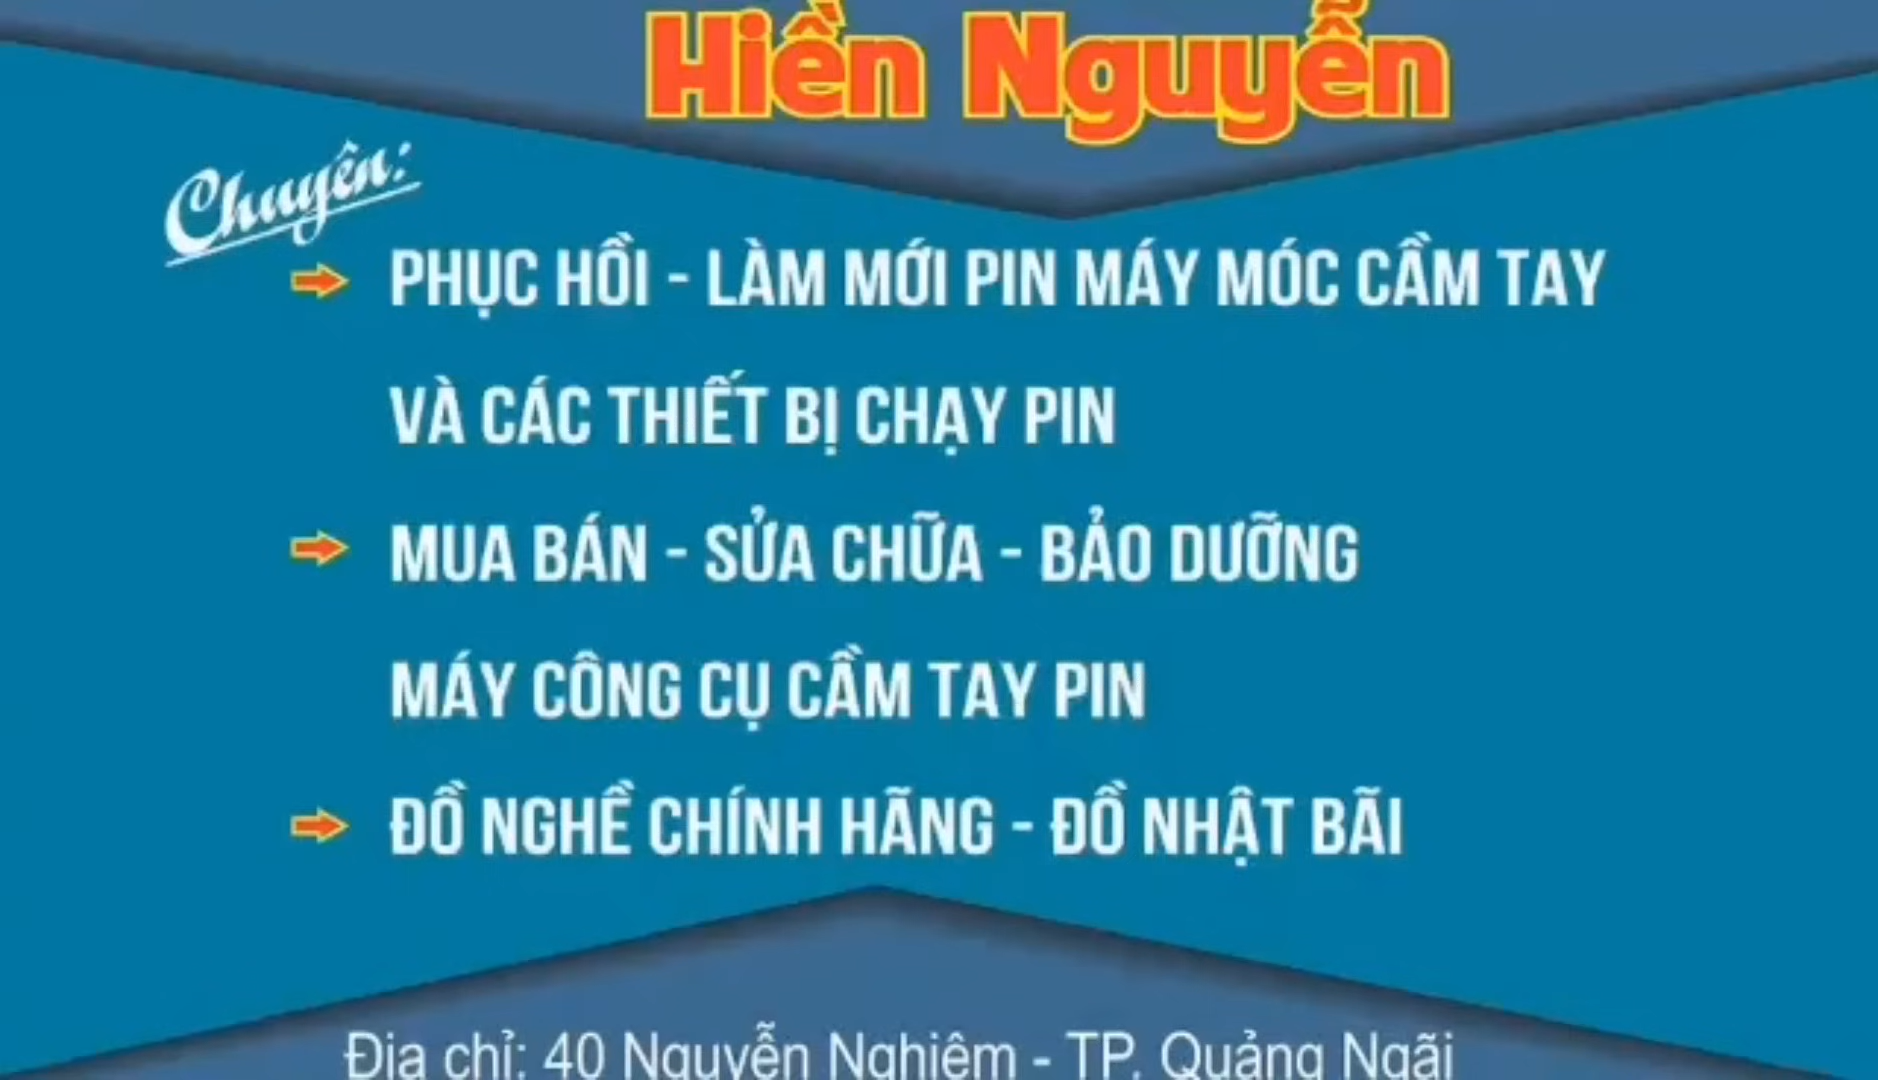 Hiền Nguyễn
Chuyên:
PHỤC HỒI - LÀM MỚI PIN MÁY MÓC CẦM TAY
VÀ CÁC THIẾT BỊ CHẠY PIN
MUA BÁN - SỬA CHỮA - BẢO DƯỠNG
MÁY CÔNG CỤ CẦM TAY PIN
ĐỒ NGHỀ CHÍNH HÃNG - ĐỒ NHẬT BÃI
Địa chỉ: 40 Nguyễn Nghiêm - TP. Quảng Ngãi